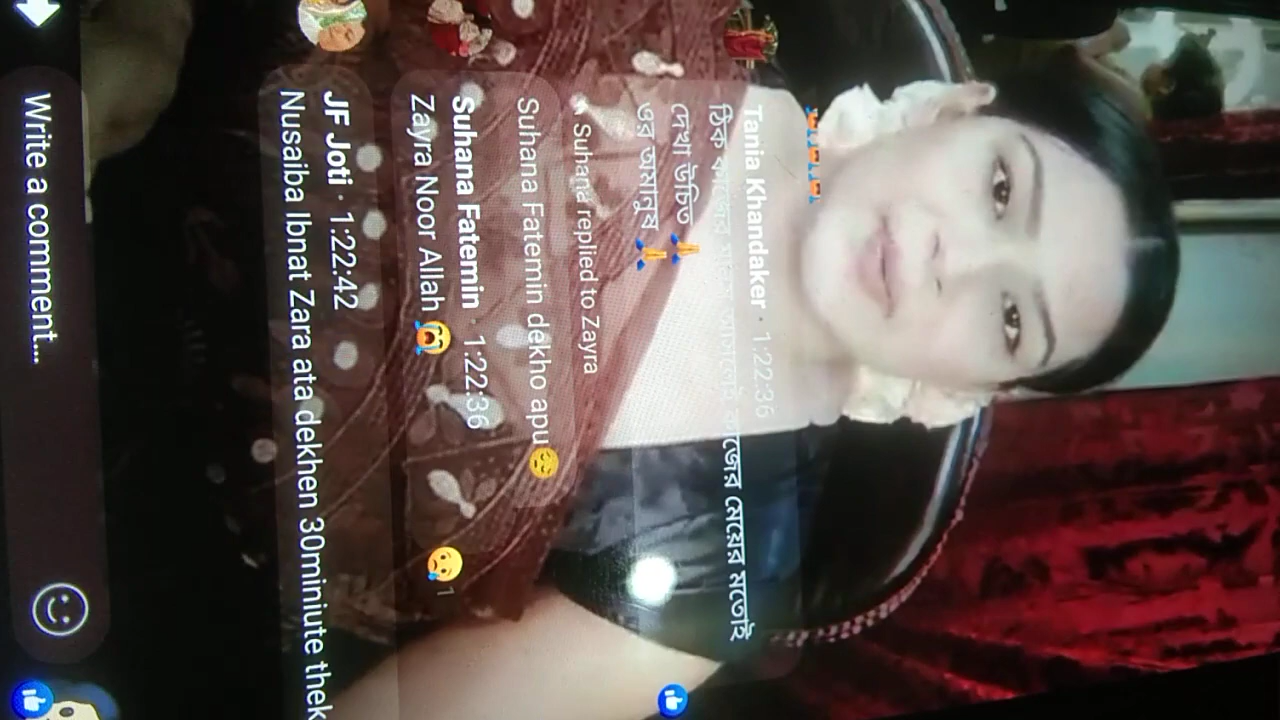 Tania Khandaker · 1:22:36
ঠিক কাজের মেয়ের মতোই
দেখা উচিত
ওর অমানুষ
Suhana replied to Zayra
Suhana Fatemin dekho apu
Suhana Fatemin · 1:22:36
Zayra Noor Allah
1
JF Joti · 1:22:42
Nusaiba Ibnat Zara ata dekhen 30miniute thek
Write a comment...